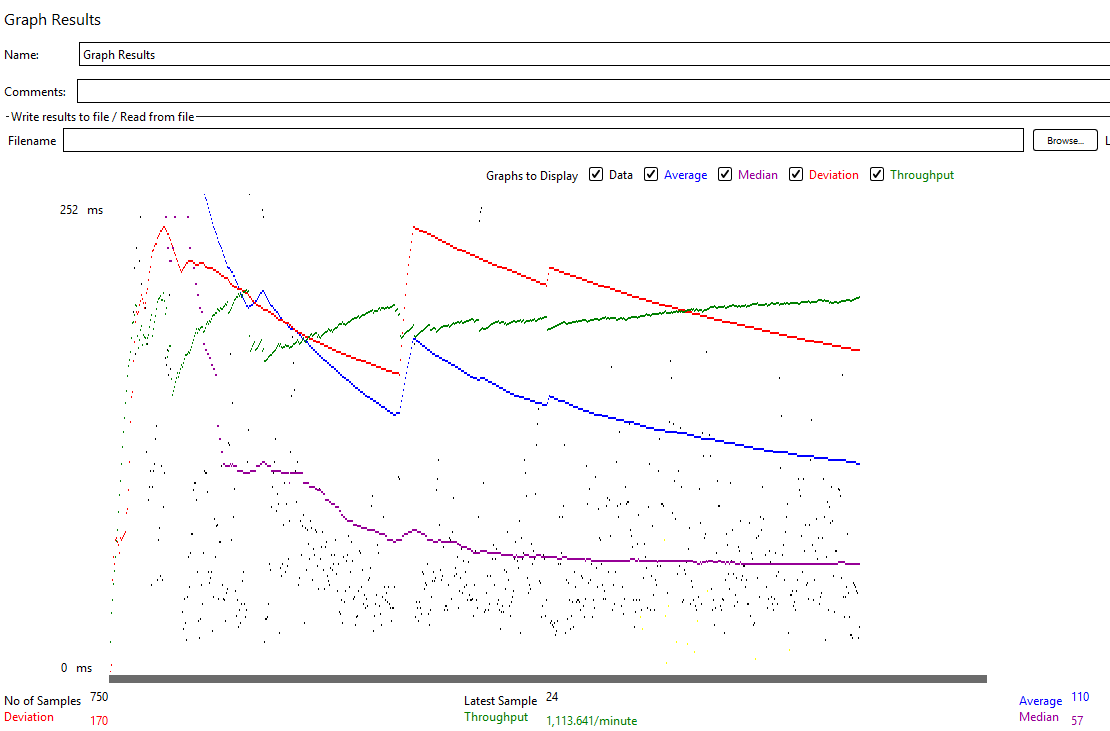 Graph Results
Name: Graph Results
Comments:
Write results to file / Read from file
Filename Browse... L
Graphs to Display Data Average Median Deviation Throughput
252 ms
0 ms
No of Samples 750 Latest Sample 24 Average 110
Deviation 170 Throughput 1,113.641/minute Median 57